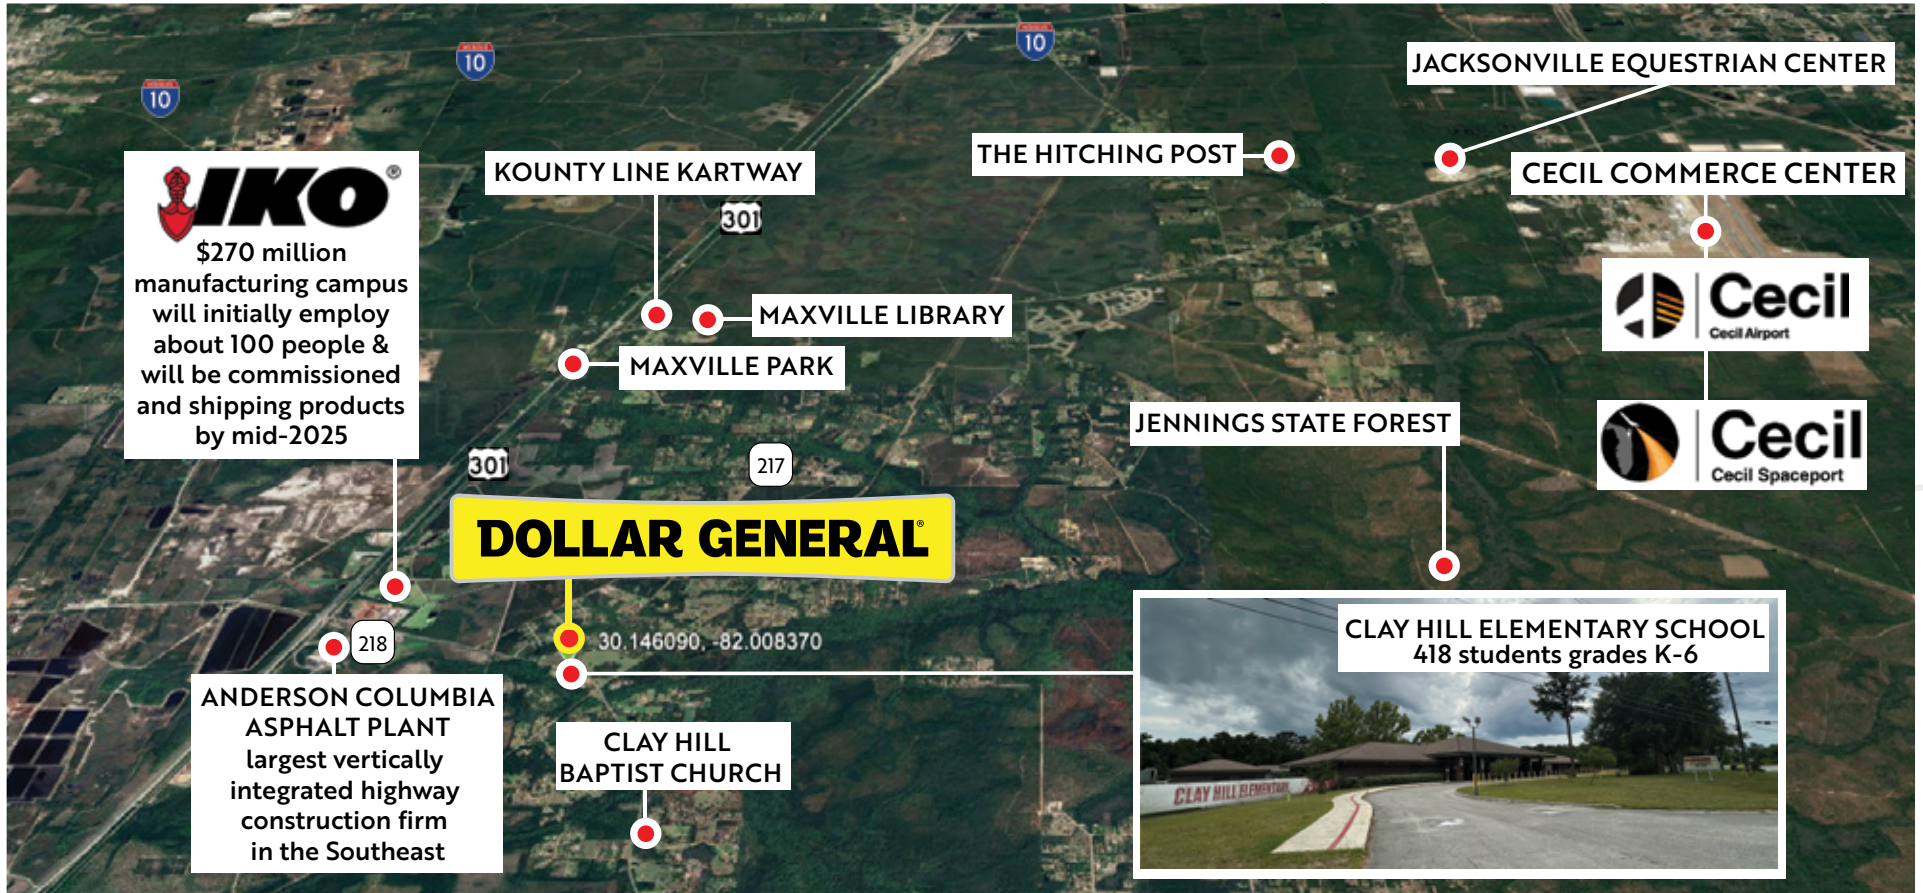 10
10
10
JACKSONVILLE EQUESTRIAN CENTER
THE HITCHING POST
CECIL COMMERCE CENTER
IKO®
$270 million
manufacturing campus
will initially employ
about 100 people &
will be commissioned
and shipping products
by mid-2025
KOUNTY LINE KARTWAY
301
MAXVILLE LIBRARY
MAXVILLE PARK
Cecil
Cecil Airport
Cecil
Cecil Spaceport
JENNINGS STATE FOREST
301
217
DOLLAR GENERAL®
30.146090, -82.008370
218
ANDERSON COLUMBIA
ASPHALT PLANT
largest vertically
integrated highway
construction firm
in the Southeast
CLAY HILL
BAPTIST CHURCH
CLAY HILL ELEMENTARY SCHOOL
418 students grades K-6
CLAY HILL ELEMENTARY